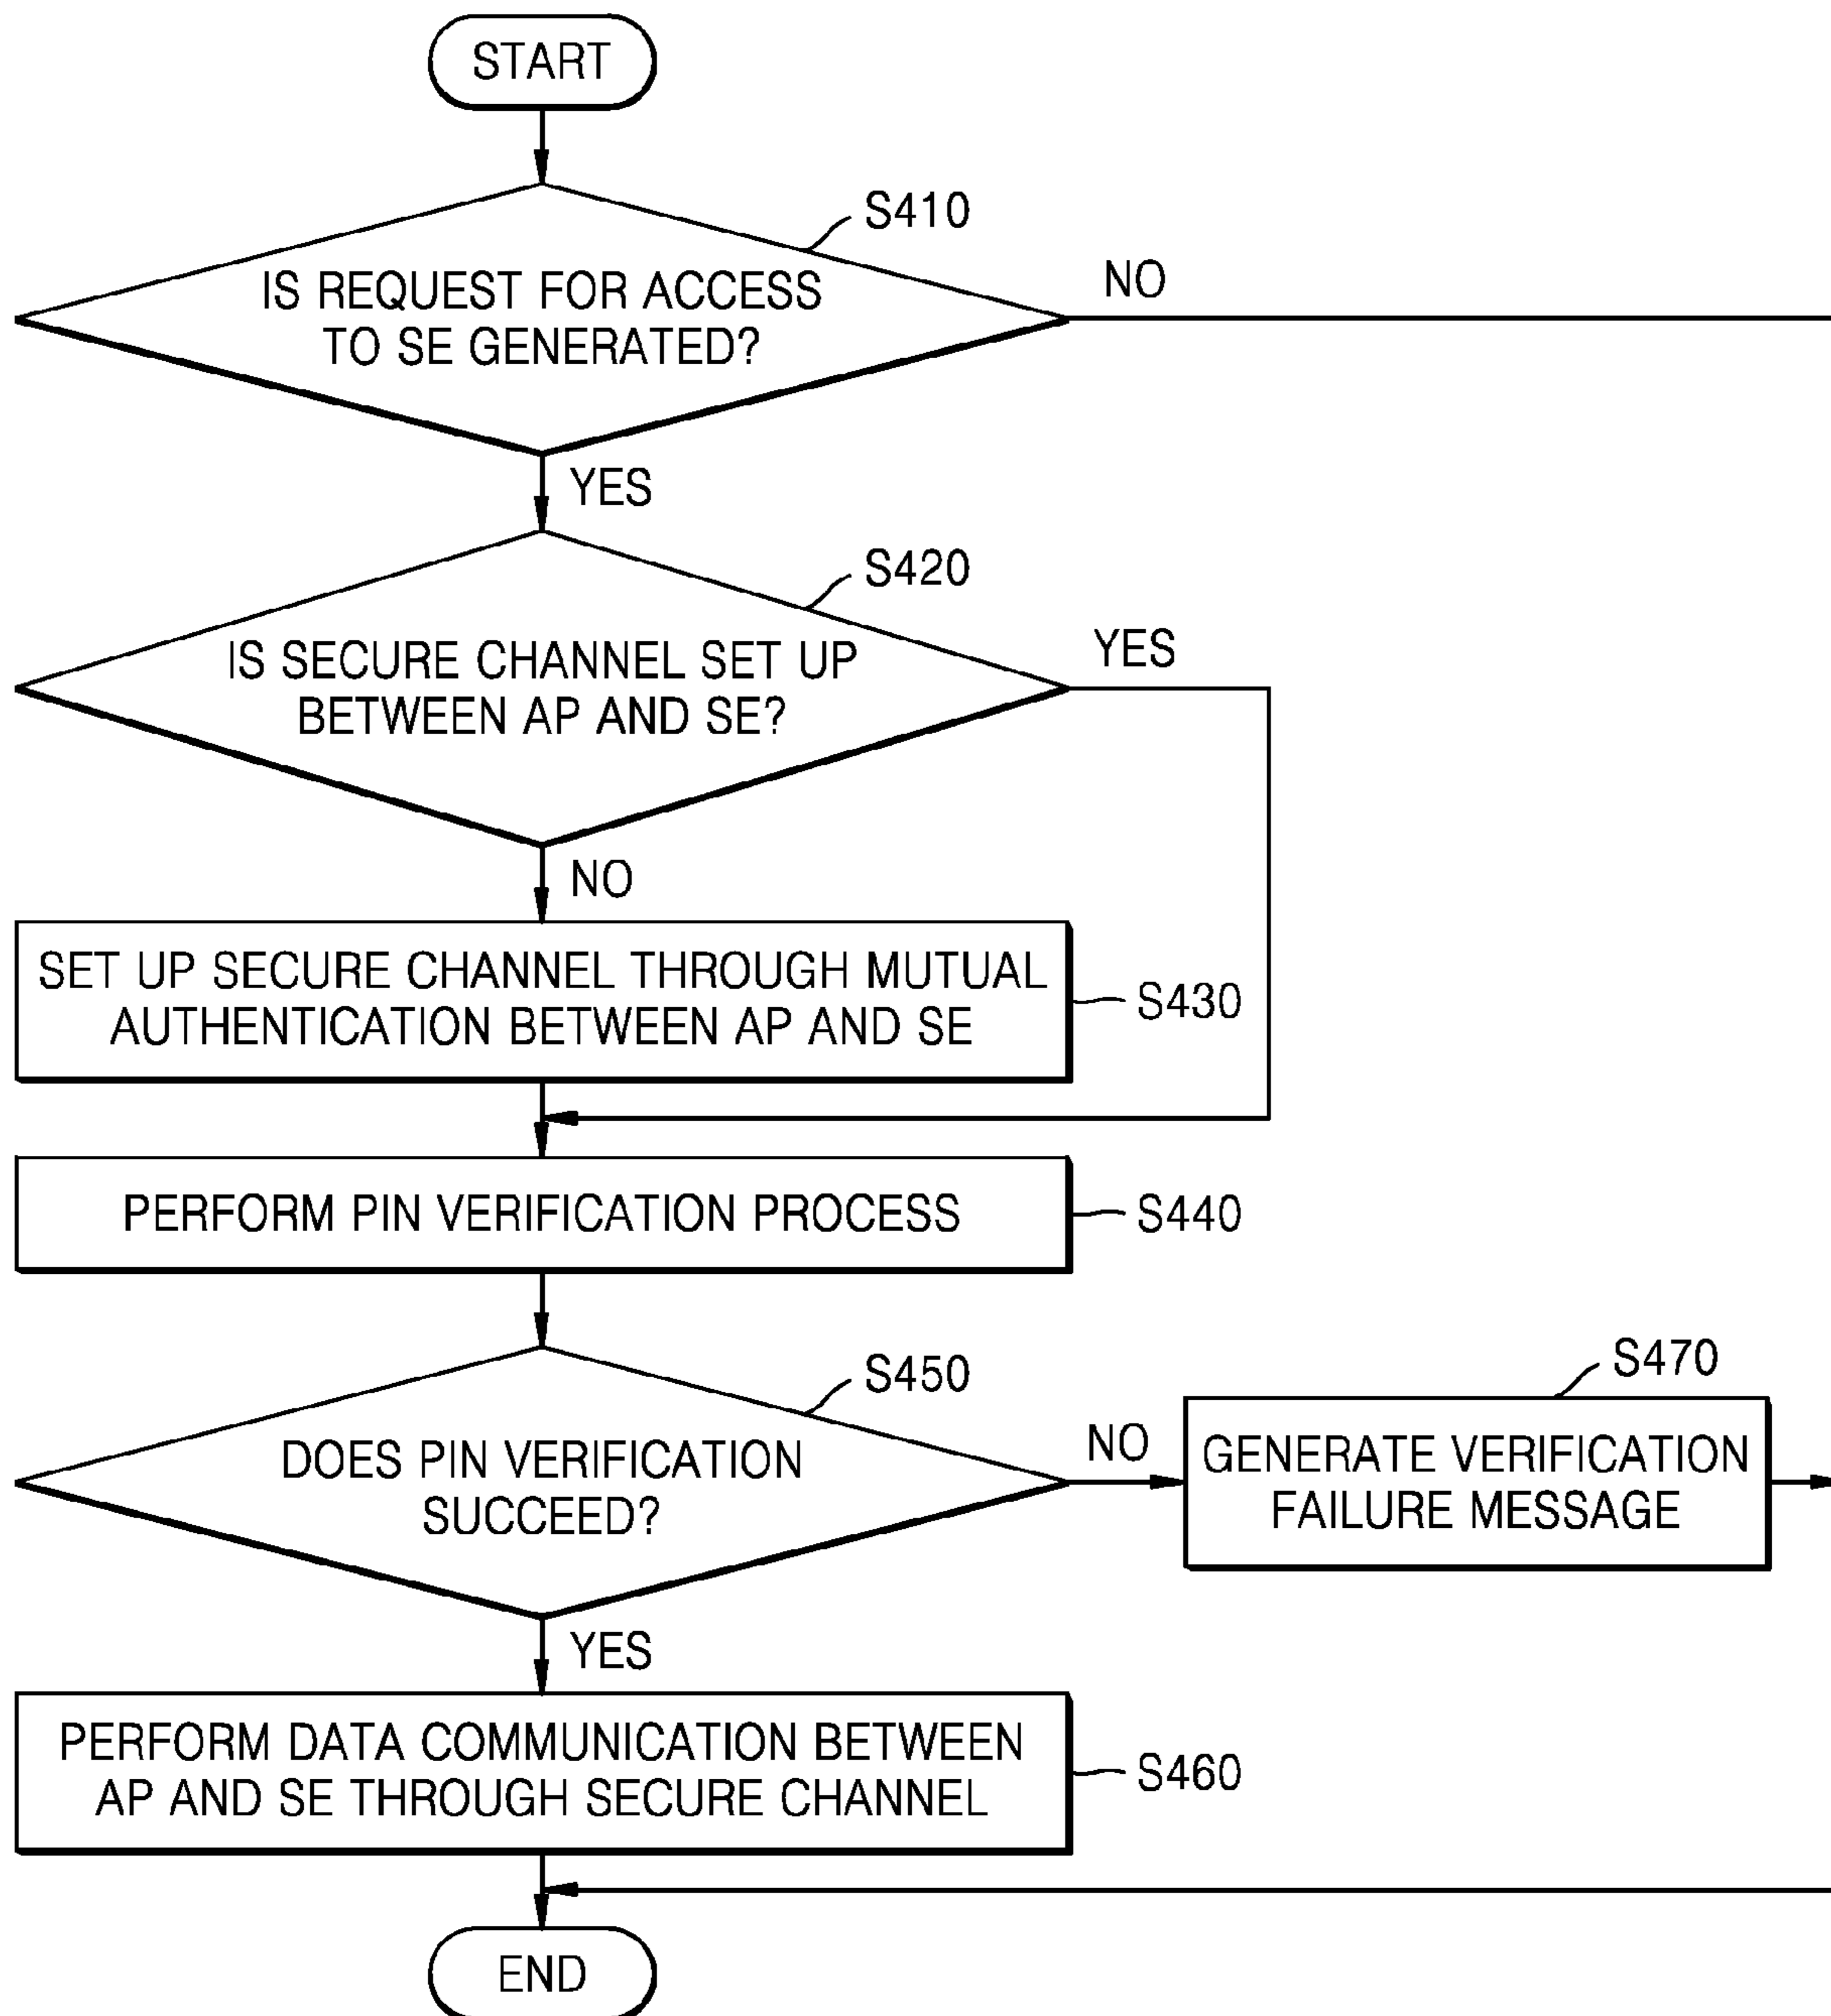 START
S410
IS REQUEST FOR ACCESS
TO SE GENERATED?
NO
YES
S420
IS SECURE CHANNEL SET UP
BETWEEN AP AND SE?
YES
NO
SET UP SECURE CHANNEL THROUGH MUTUAL
AUTHENTICATION BETWEEN AP AND SE
S430
PERFORM PIN VERIFICATION PROCESS
S440
S450
DOES PIN VERIFICATION
SUCCEED?
NO
S470
GENERATE VERIFICATION
FAILURE MESSAGE
YES
PERFORM DATA COMMUNICATION BETWEEN
AP AND SE THROUGH SECURE CHANNEL
S460
END